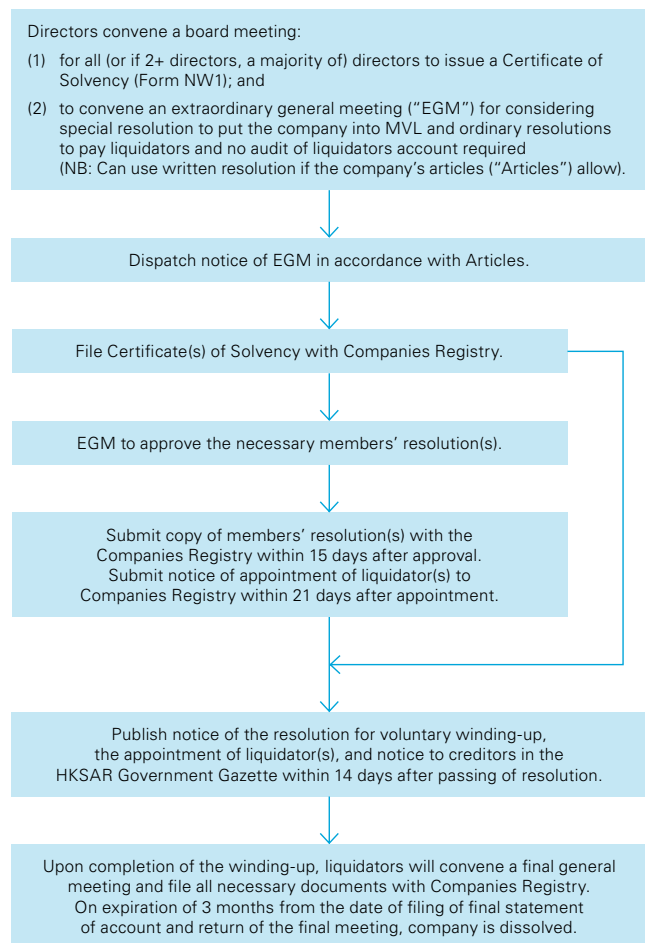 Directors convene a board meeting:
(1) for all (or if 2+ directors, a majority of) directors to issue a Certificate of
Solvency (Form NW1); and
(2) to convene an extraordinary general meeting (“EGM”) for considering
special resolution to put the company into MVL and ordinary resolutions
to pay liquidators and no audit of liquidators account required
(NB: Can use written resolution if the company’s articles (“Articles”) allow).
Dispatch notice of EGM in accordance with Articles.
File Certificate(s) of Solvency with Companies Registry.
EGM to approve the necessary members’ resolution(s).
Submit copy of members’ resolution(s) with the
Companies Registry within 15 days after approval.
Submit notice of appointment of liquidator(s) to
Companies Registry within 21 days after appointment.
Publish notice of the resolution for voluntary winding-up,
the appointment of liquidator(s), and notice to creditors in the
HKSAR Government Gazette within 14 days after passing of resolution.
Upon completion of the winding-up, liquidators will convene a final general
meeting and file all necessary documents with Companies Registry.
On expiration of 3 months from the date of filing of final statement
of account and return of the final meeting, company is dissolved.